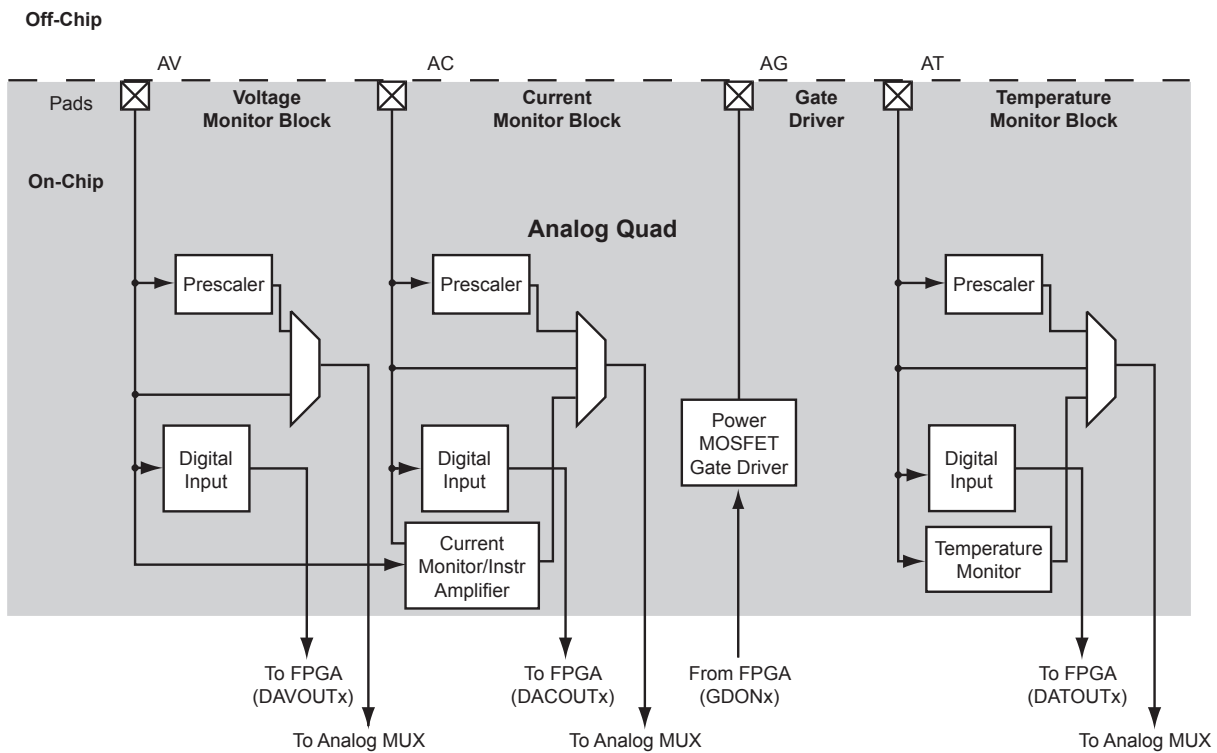 Off-Chip
AV
AC
AG
AT
Pads
Voltage
Monitor Block
Current
Monitor Block
Gate
Driver
Temperature
Monitor Block
On-Chip
Analog Quad
Prescaler
Prescaler
Prescaler
Power
MOSFET
Gate Driver
Digital
Input
Digital
Input
Digital
Input
Current
Monitor/Instr
Amplifier
Temperature
Monitor
To FPGA
(DAVOUTx)
To FPGA
(DACOUTx)
From FPGA
(GDONx)
To FPGA
(DATOUTx)
To Analog MUX
To Analog MUX
To Analog MUX